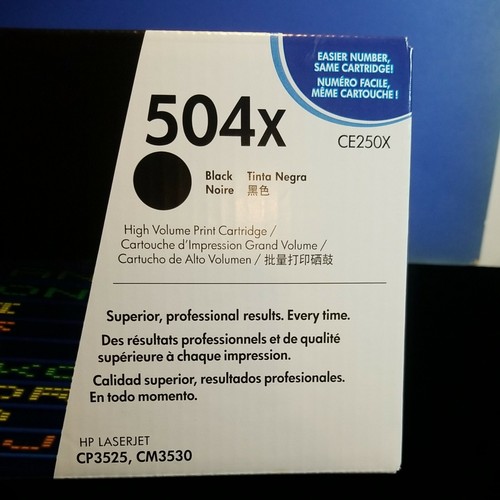 EASIER NUMBER,
SAME CARTRIDGE!
NUMÉRO FACILE,
MÊME CARTOUCHE !
504x
CE250X
Black Tinta Negra
Noire 黑色
High Volume Print Cartridge /
Cartouche d'Impression Grand Volume /
Cartucho de Alto Volumen / 批量打印硒鼓
Superior, professional results. Every time.
Des résultats professionnels et de qualité
supérieure à chaque impression.
Calidad superior, resultados profesionales.
En todo momento.
HP LASERJET
CP3525, CM3530